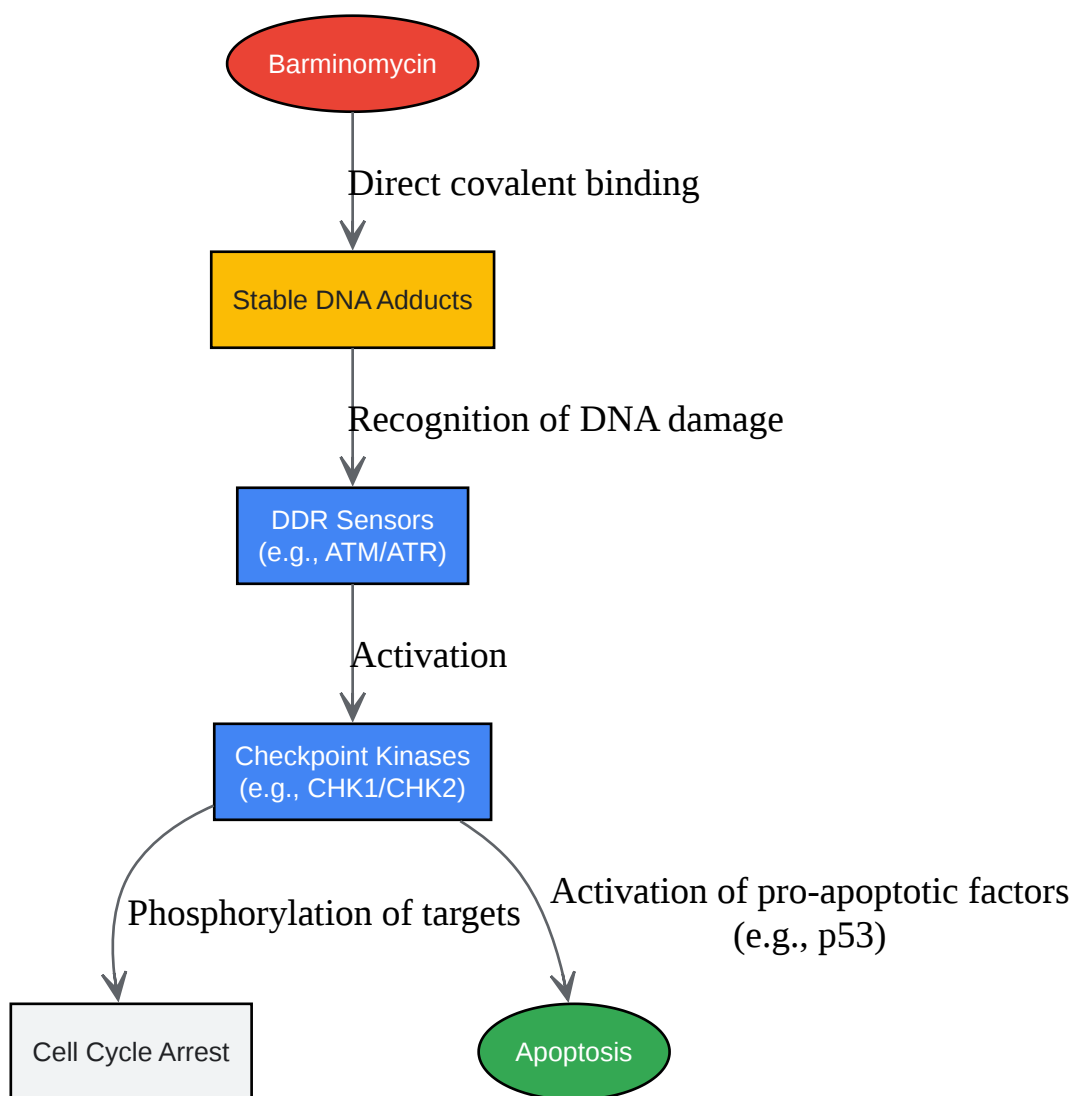 Barminomycin
Direct covalent binding
Stable DNA Adducts
Recognition of DNA damage
DDR Sensors
(e.g., ATM/ATR)
Activation
Checkpoint Kinases
(e.g., CHK1/CHK2)
Phosphorylation of targets
Activation of pro-apoptotic factors
(e.g., p53)
Cell Cycle Arrest
Apoptosis